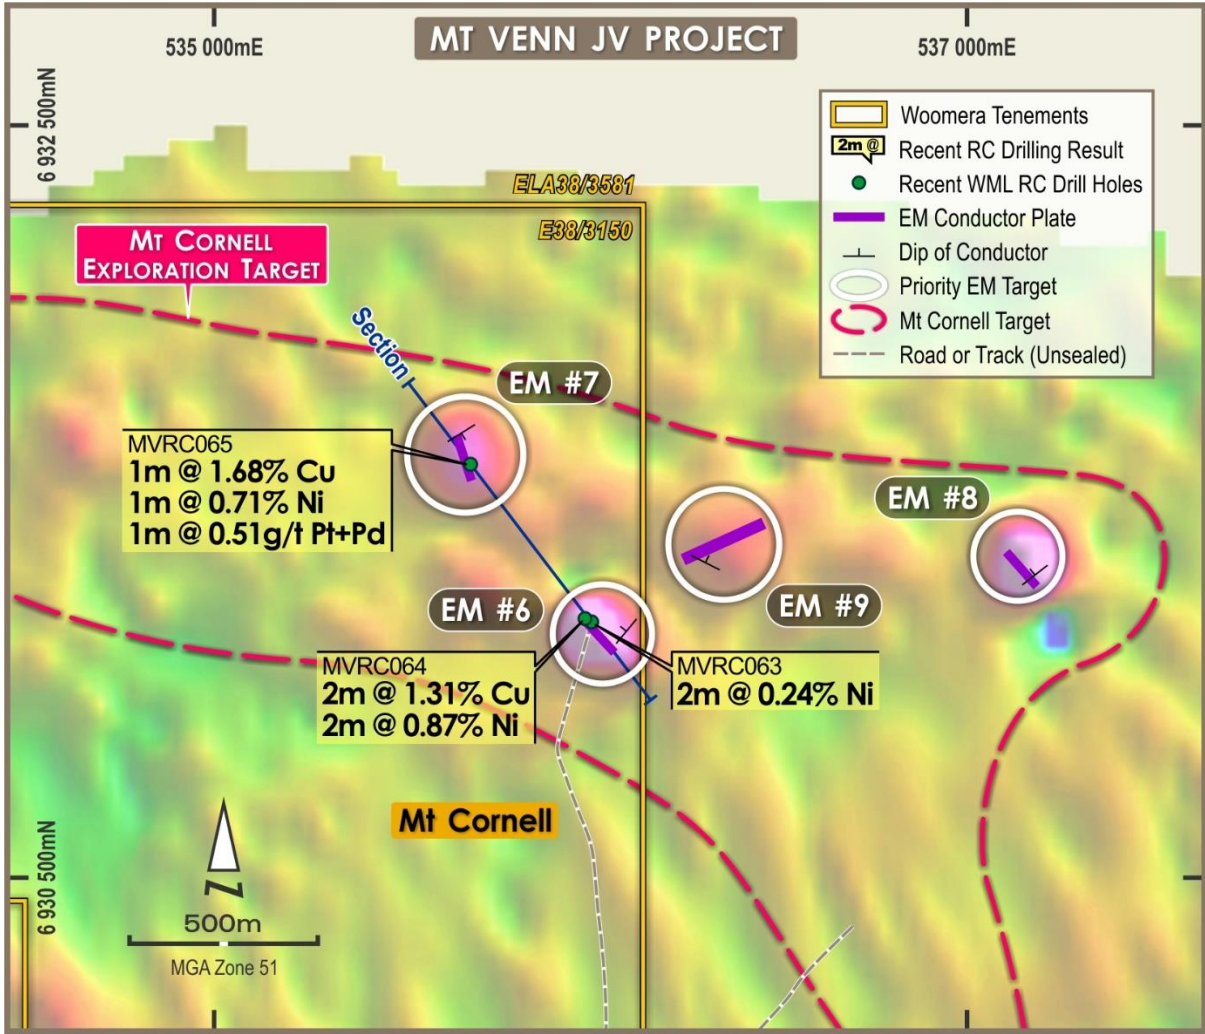 MT VENN JV PROJECT
535 000mE
537 000mE
6 932 500mN
Woomera Tenements
2m @
Recent RC Drilling Result
Recent WML RC Drill Holes
EM Conductor Plate
Dip of Conductor
Priority EM Target
Mt Cornell Target
Road or Track (Unsealed)
ELA38/3581
E38/3150
MT CORNELL
EXPLORATION TARGET
Section
EM #7
MVRC065
1m @ 1.68% Cu
1m @ 0.71% Ni
1m @ 0.51g/t Pt+Pd
EM #8
EM #6
EM #9
MVRC064
2m @ 1.31% Cu
2m @ 0.87% Ni
MVRC063
2m @ 0.24% Ni
Mt Cornell
6 930 500mN
N
500m
MGA Zone 51